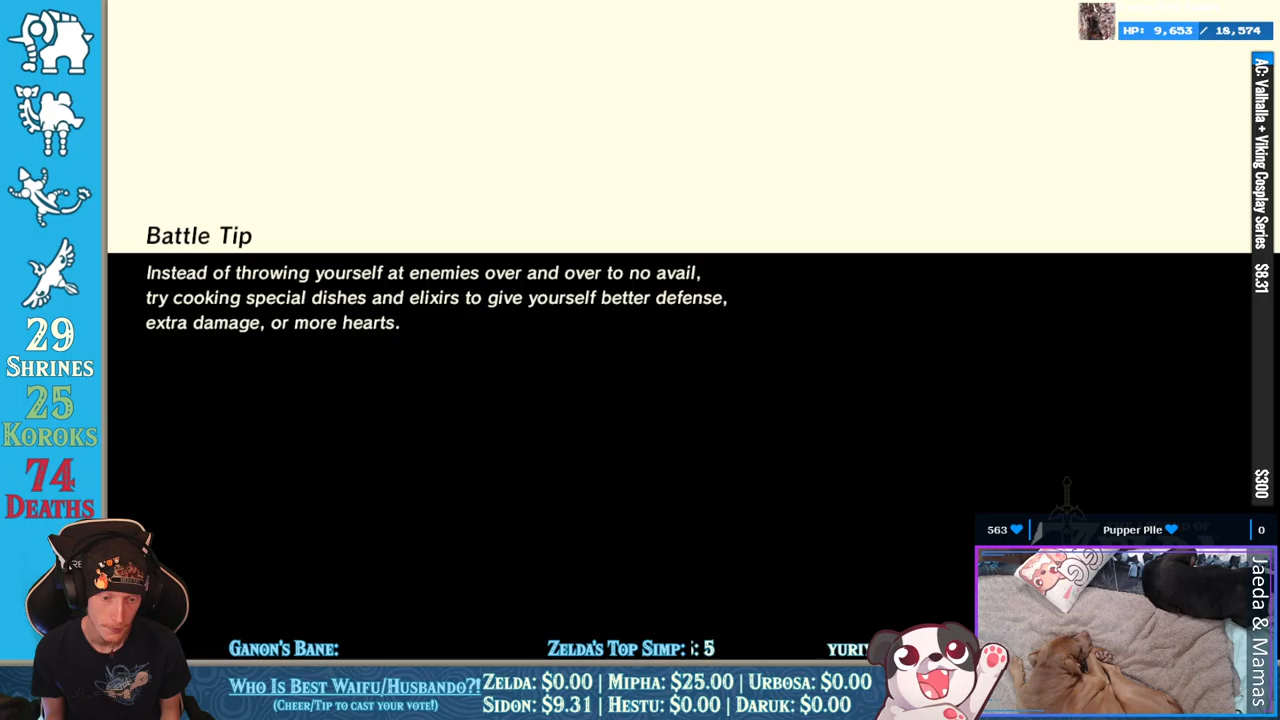 HP: 9,653 / 18,574
AC: Valhalla + Viking Cosplay Series $8.31
$300
Battle Tip
Instead of throwing yourself at enemies over and over to no avail,
try cooking special dishes and elixirs to give yourself better defense,
extra damage, or more hearts.
29
SHRINES
25
KOROKS
74
DEATHS
563
Pupper Pile
0
Jaeda & Mamas
GANON'S BANE:
ZELDA'S TOP SIMP: : 5
WHO IS BEST WAIFU/HUSBANDO?!
(CHEER/TIP TO CAST YOUR VOTE!)
ZELDA: $0.00 | MIPHA: $25.00 | URBOSA: $0.00
SIDON: $9.31 | HESTU: $0.00 | DARUK: $0.00